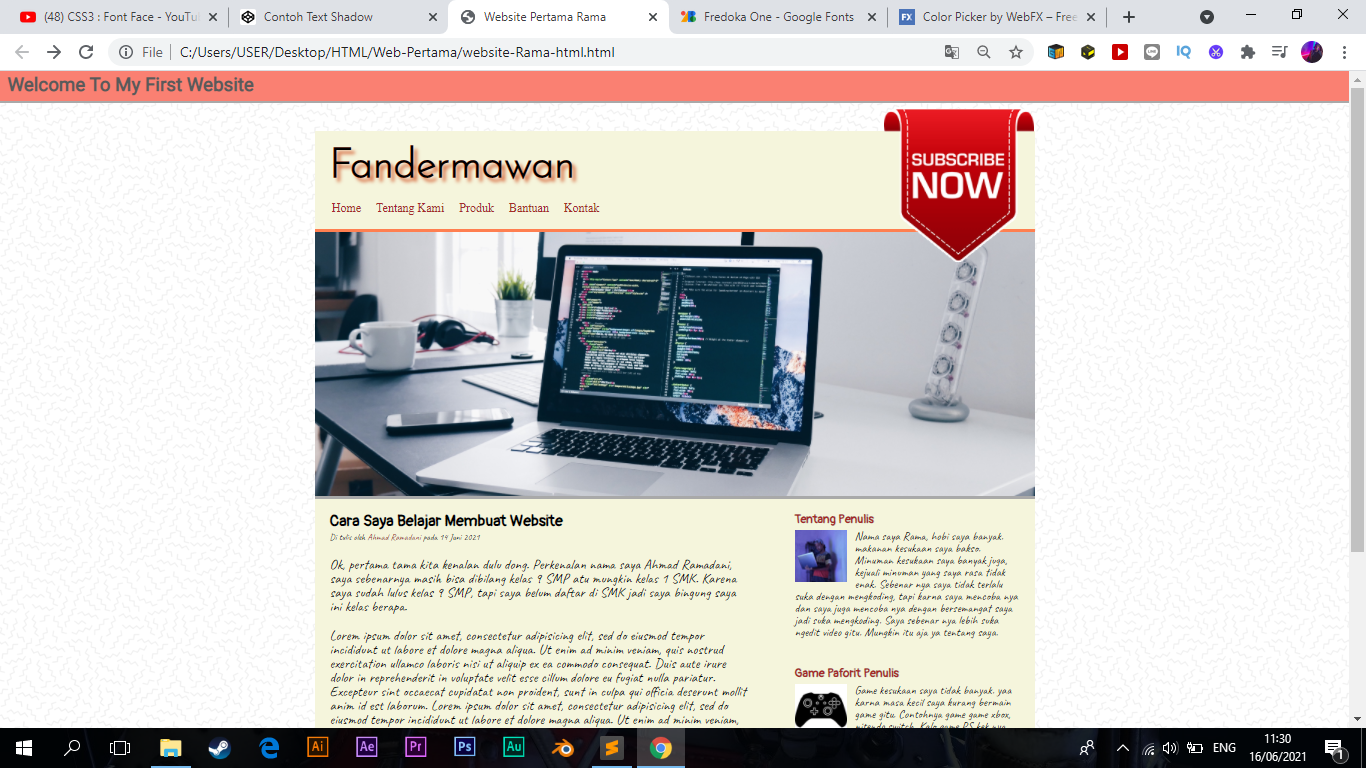 (48) CSS3 : Font Face - YouTu
Contoh Text Shadow
Website Pertama Rama
Fredoka One - Google Fonts
Color Picker by WebFX – Free
File
C:/Users/USER/Desktop/HTML/Web-Pertama/website-Rama-html.html
Welcome To My First Website
SUBSCRIBE
NOW
Fandermawan
Home Tentang Kami Produk Bantuan Kontak
Cara Saya Belajar Membuat Website
Di tulis oleh Ahmad Ramadani pada 14 Juni 2021
Ok, pertama tama kita kenalan dulu dong. Perkenalan nama saya Ahmad Ramadani,
saya sebenarnya masih bisa dibilang kelas 9 SMP atu mungkin kelas 1 SMK. Karena
saya sudah lulus kelas 9 SMP, tapi saya belum daftar di SMK jadi saya bingung saya
ini kelas berapa.
Lorem ipsum dolor sit amet, consectetur adipisicing elit, sed do eiusmod tempor
incididunt ut labore et dolore magna aliqua. Ut enim ad minim veniam, quis nostrud
exercitation ullamco laboris nisi ut aliquip ex ea commodo consequat. Duis aute irure
dolor in reprehenderit in voluptate velit esse cillum dolore eu fugiat nulla pariatur.
Excepteur sint occaecat cupidatat non proident, sunt in culpa qui officia deserunt mollit
anim id est laborum. Lorem ipsum dolor sit amet, consectetur adipisicing elit, sed do
eiusmod tempor incididunt ut labore et dolore magna aliqua. Ut enim ad minim veniam,
Tentang Penulis
Nama saya Rama, hobi saya banyak.
makanan kesukaan saya bakso.
Minuman kesukaan saya banyak juga,
kejuali minuman yang saya rasa tidak
enak. Sebenar nya saya tidak terlalu
suka dengan mengkoding, tapi karna saya mencoba nya
dan saya juga mencoba nya dengan bersemangat saya
jadi suka mengkoding. Saya sebenar nya lebih suka
ngedit video gitu. Mungkin itu aja ya tentang saya.
Game Paforit Penulis
Game kesukaan saya tidak banyak. yaa
karna masa kecil saya kurang bermain
game gitu. Contohnya game game xbox,
Ai
Ae
Pr
Ps
Au
ENG
11:30
16/06/2021
1